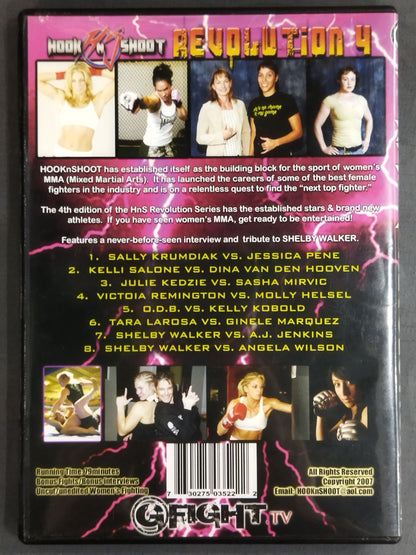 HOOK N SHOOT REVOLUTION 4
HOOKnSHOOT has established itself as the building block for the sport of women's
MMA (Mixed Martial Arts). It has launched the careers of some of the best female
fighters in the industry and is on a relentless quest to find the "next top fighter."
The 4th edition of the HnS Revolution Series has the established stars & brand new
athletes. If you have seen women's MMA, get ready to be entertained!
Features a never-before-seen interview and tribute to SHELBY WALKER.
1. SALLY KRUMDIAK VS. JESSICA PENE
2. KELLI SALONE VS. DINA VAN DEN HOOVEN
3. JULIE KEDZIE VS. SASHA MIRVIC
4. VICTOIA REMINGTON VS. MOLLY HELSEL
5. O.D.B. VS. KELLY KOBOLD
6. TARA LAROSA VS. GINELE MARQUEZ
7. SHELBY WALKER VS. A.J. JENKINS
8. SHELBY WALKER VS. ANGELA WILSON
Running Time: 79minutes
Bonus Fights/Bonus Interviews
Uncut/unedited Women's Fighting
7 30275 03522 2
All Rights Reserved
Copyright 2007
Email: HOOKnSHOOT@aol.com
GFIGHT TV